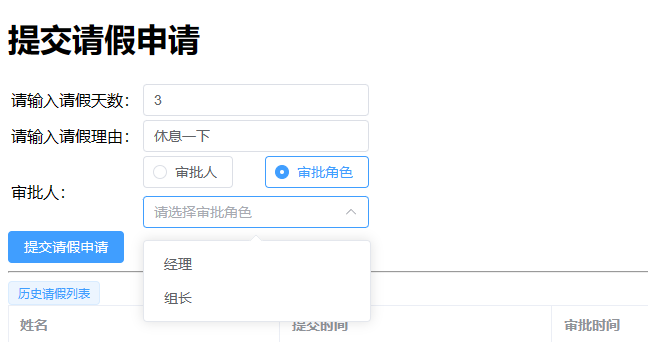 提交请假申请
请输入请假天数： 3
请输入请假理由： 休息一下
审批人 审批角色
审批人：
请选择审批角色
提交请假申请
经理
组长
历史请假列表
姓名 提交时间 审批时间